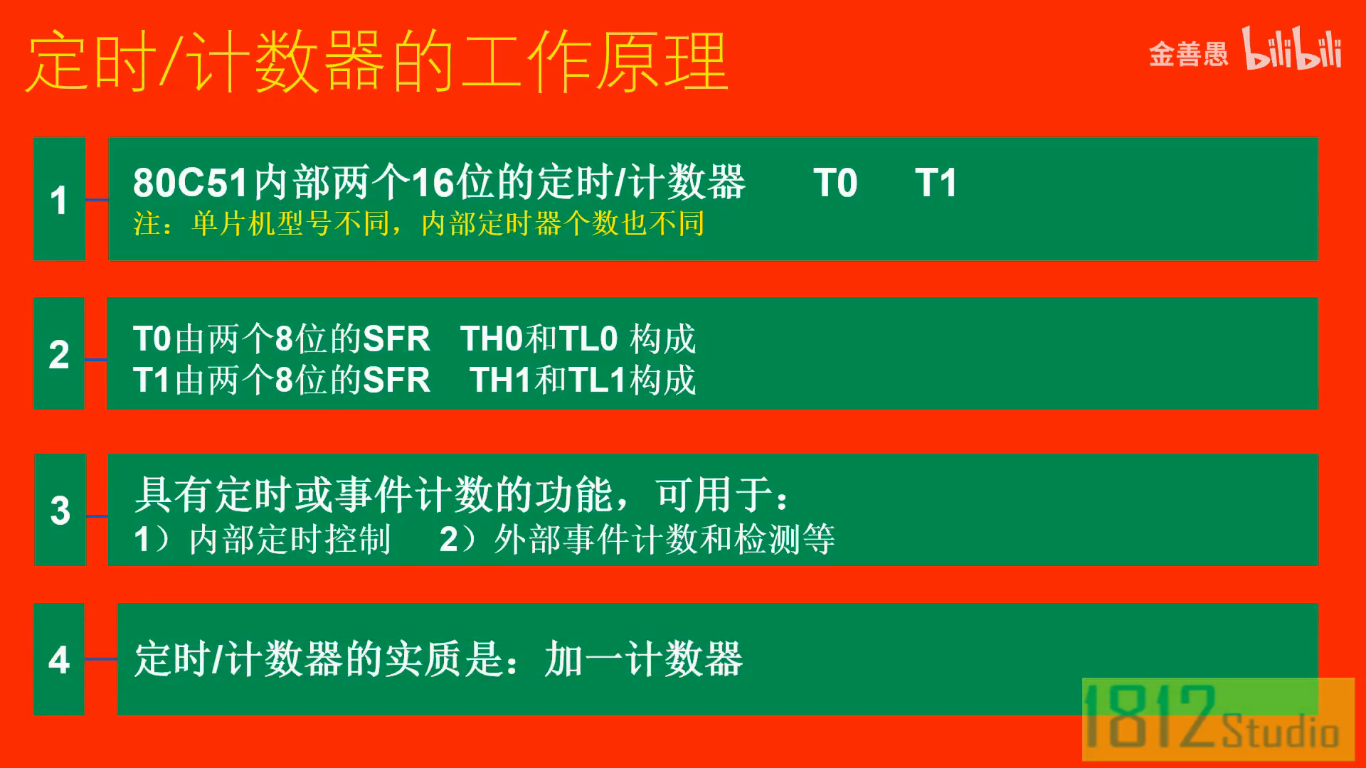 定时/计数器的工作原理
金善愚 bilibili
1
80C51内部两个16位的定时/计数器 T0 T1
注：单片机型号不同，内部定时器个数也不同
2
T0由两个8位的SFR TH0和TL0 构成
T1由两个8位的SFR TH1和TL1构成
3
具有定时或事件计数的功能，可用于：
1）内部定时控制 2）外部事件计数和检测等
4
定时/计数器的实质是：加一计数器
1812Studio